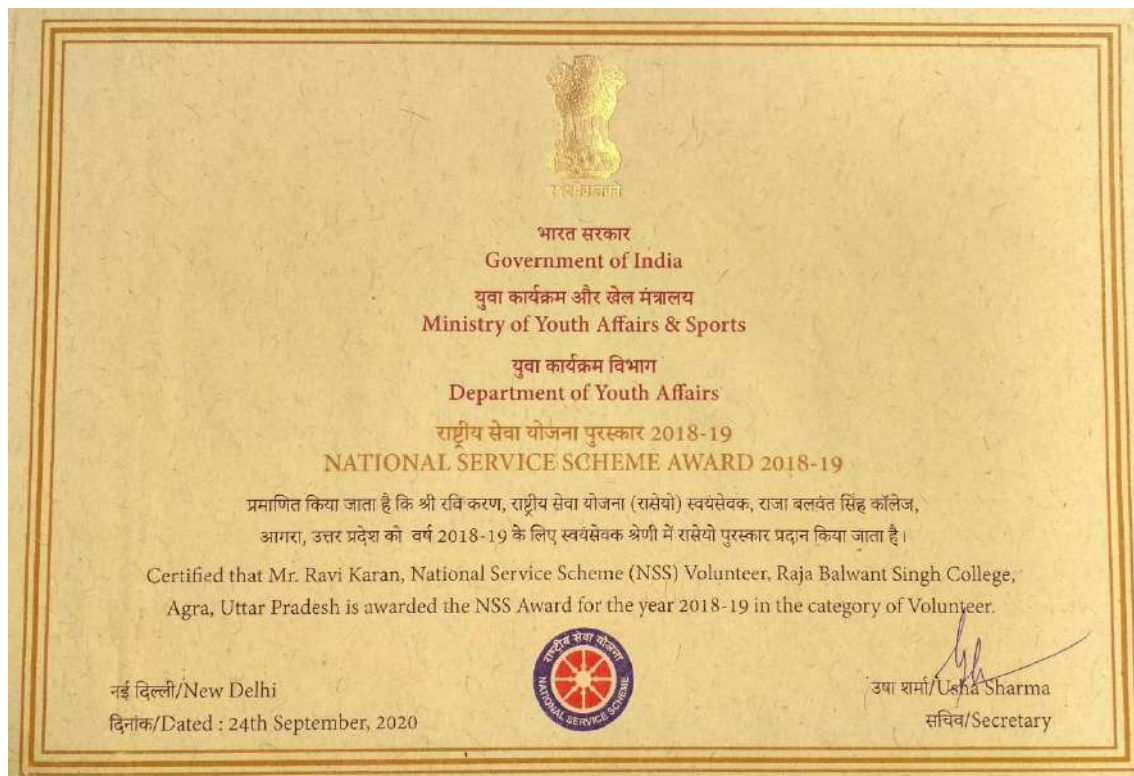 सत्यमेव जयते
भारत सरकार
Government of India
युवा कार्यक्रम और खेल मंत्रालय
Ministry of Youth Affairs & Sports
युवा कार्यक्रम विभाग
Department of Youth Affairs
राष्ट्रीय सेवा योजना पुरस्कार 2018-19
NATIONAL SERVICE SCHEME AWARD 2018-19
प्रमाणित किया जाता है कि श्री रवि करण, राष्ट्रीय सेवा योजना (रासेयो) स्वयंसेवक, राजा बलवंत सिंह कॉलेज,
आगरा, उत्तर प्रदेश को वर्ष 2018-19 के लिए स्वयंसेवक श्रेणी में रासेयो पुरस्कार प्रदान किया जाता है।
Certified that Mr. Ravi Karan, National Service Scheme (NSS) Volunteer, Raja Balwant Singh College,
Agra, Uttar Pradesh is awarded the NSS Award for the year 2018-19 in the category of Volunteer.
राष्ट्रीय सेवा योजना
NATIONAL SERVICE SCHEME
नई दिल्ली/New Delhi
दिनांक/Dated : 24th September, 2020
उषा शर्मा/Usha Sharma
सचिव/Secretary